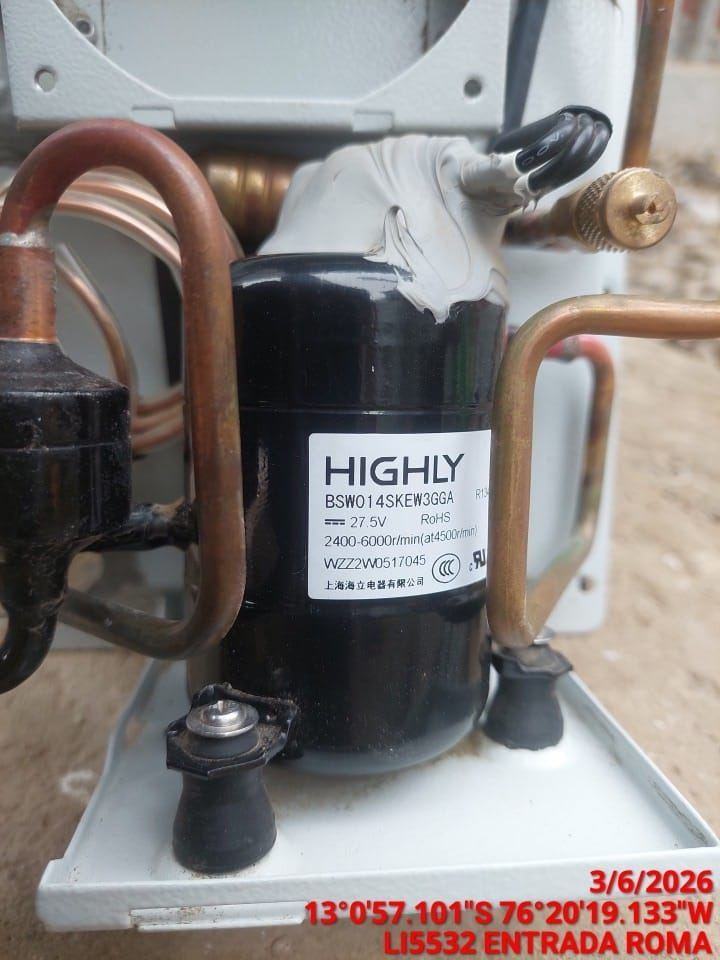 HIGHLY
BSW014SKEW3GGA
27.5V RoHS
2400-6000r/min(at4500r/min)
WZZ2W0517045
上海海立电器有限公司
3/6/2026
13°0'57.101"S 76°20'19.133"W
LI5532 ENTRADA ROMA